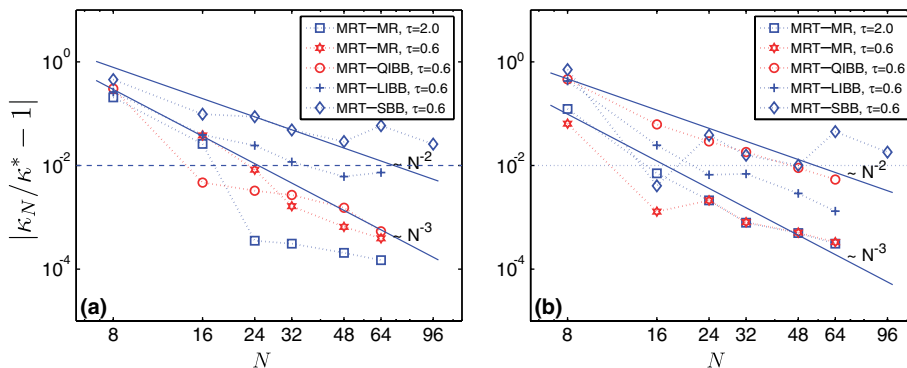 |κ_N/κ* − 1|
10^0
10^-2
10^-4
MRT−MR, τ=2.0
MRT−MR, τ=0.6
MRT−QIBB, τ=0.6
MRT−LIBB, τ=0.6
MRT−SBB, τ=0.6
~ N^-2
~ N^-3
(a)
8 16 24 32 48 64 96
N
10^0
10^-2
10^-4
MRT−MR, τ=2.0
MRT−MR, τ=0.6
MRT−QIBB, τ=0.6
MRT−LIBB, τ=0.6
MRT−SBB, τ=0.6
~ N^-2
~ N^-3
(b)
8 16 24 32 48 64 96
N